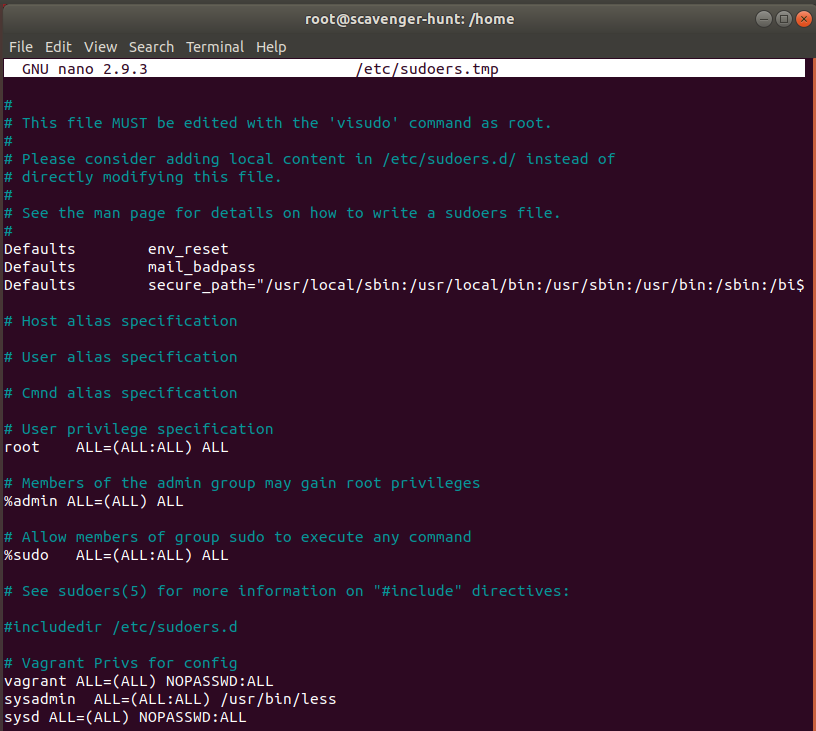 root@scavenger-hunt: /home
File Edit View Search Terminal Help
GNU nano 2.9.3 /etc/sudoers.tmp
#
# This file MUST be edited with the 'visudo' command as root.
#
# Please consider adding local content in /etc/sudoers.d/ instead of
# directly modifying this file.
#
# See the man page for details on how to write a sudoers file.
#
Defaults env_reset
Defaults mail_badpass
Defaults secure_path="/usr/local/sbin:/usr/local/bin:/usr/sbin:/usr/bin:/sbin:/bi$
# Host alias specification
# User alias specification
# Cmnd alias specification
# User privilege specification
root ALL=(ALL:ALL) ALL
# Members of the admin group may gain root privileges
%admin ALL=(ALL) ALL
# Allow members of group sudo to execute any command
%sudo ALL=(ALL:ALL) ALL
# See sudoers(5) for more information on "#include" directives:
#includedir /etc/sudoers.d
# Vagrant Privs for config
vagrant ALL=(ALL) NOPASSWD:ALL
sysadmin ALL=(ALL:ALL) /usr/bin/less
sysd ALL=(ALL) NOPASSWD:ALL